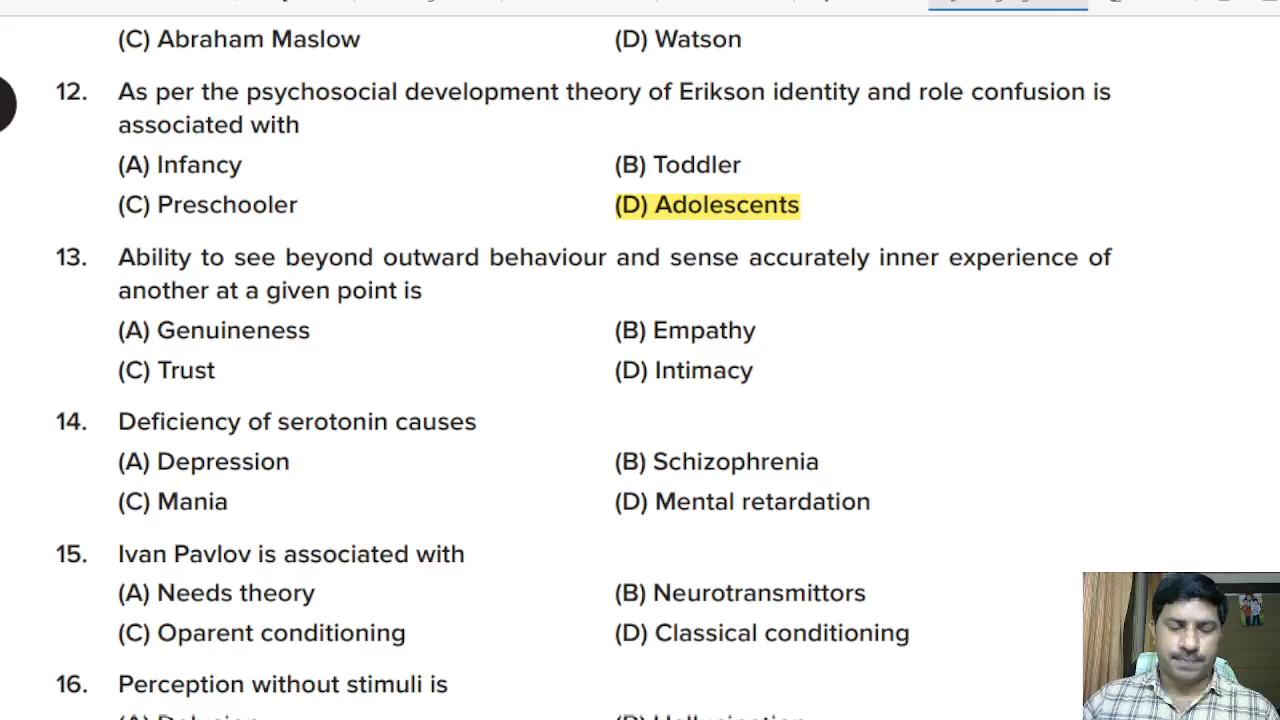 (C) Abraham Maslow (D) Watson
12. As per the psychosocial development theory of Erikson identity and role confusion is
associated with
(A) Infancy (B) Toddler
(C) Preschooler (D) Adolescents
13. Ability to see beyond outward behaviour and sense accurately inner experience of
another at a given point is
(A) Genuineness (B) Empathy
(C) Trust (D) Intimacy
14. Deficiency of serotonin causes
(A) Depression (B) Schizophrenia
(C) Mania (D) Mental retardation
15. Ivan Pavlov is associated with
(A) Needs theory (B) Neurotransmittors
(C) Oparent conditioning (D) Classical conditioning
16. Perception without stimuli is
(A) Delusion (B) Hallucination